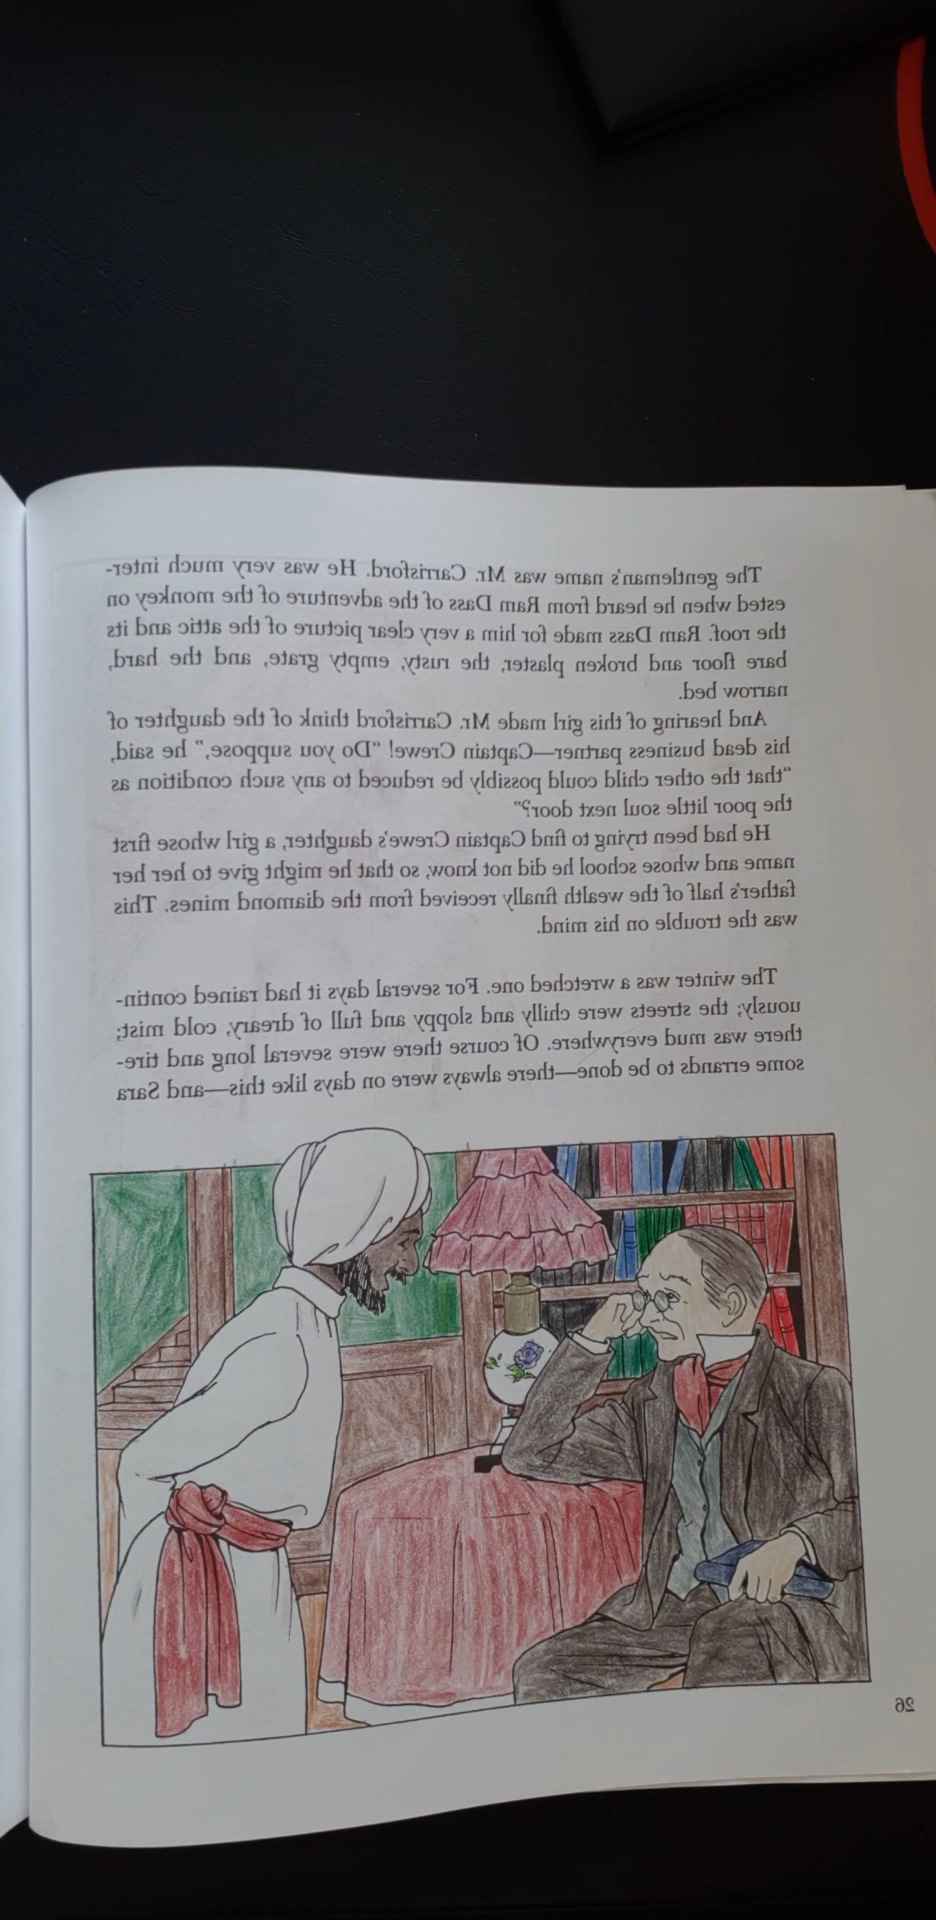 The gentleman's name was Mr. Carrisford. He was very much inter-
ested when he heard from Ram Dass of the adventure of the monkey on
the roof. Ram Dass made for him a very clear picture of the attic and its
bare floor and broken plaster, the rusty, empty grate, and the hard,
narrow bed.
And hearing of this girl made Mr. Carrisford think of the daughter of
his dead business partner—Captain Crewe! "Do you suppose," he said,
"that the other child could possibly be reduced to any such condition as
the poor little soul next door?"
He had been trying to find Captain Crewe's daughter, a girl whose first
name and whose school he did not know, so that he might give to her her
father's half of the wealth finally received from the diamond mines. This
was the trouble on his mind.
The winter was a wretched one. For several days it had rained contin-
uously; the streets were chilly and sloppy and full of dreary, cold mist;
there was mud everywhere. Of course there were several long and tire-
some errands to be done—there always were on days like this—and Sara
26